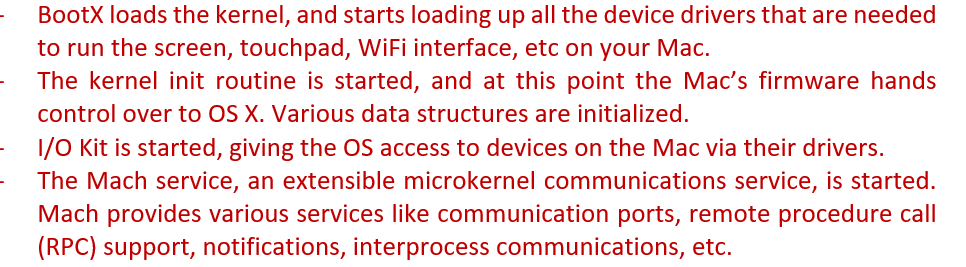 - BootX loads the kernel, and starts loading up all the device drivers that are needed
to run the screen, touchpad, WiFi interface, etc on your Mac.
- The kernel init routine is started, and at this point the Mac’s firmware hands
control over to OS X. Various data structures are initialized.
- I/O Kit is started, giving the OS access to devices on the Mac via their drivers.
- The Mach service, an extensible microkernel communications service, is started.
Mach provides various services like communication ports, remote procedure call
(RPC) support, notifications, interprocess communications, etc.